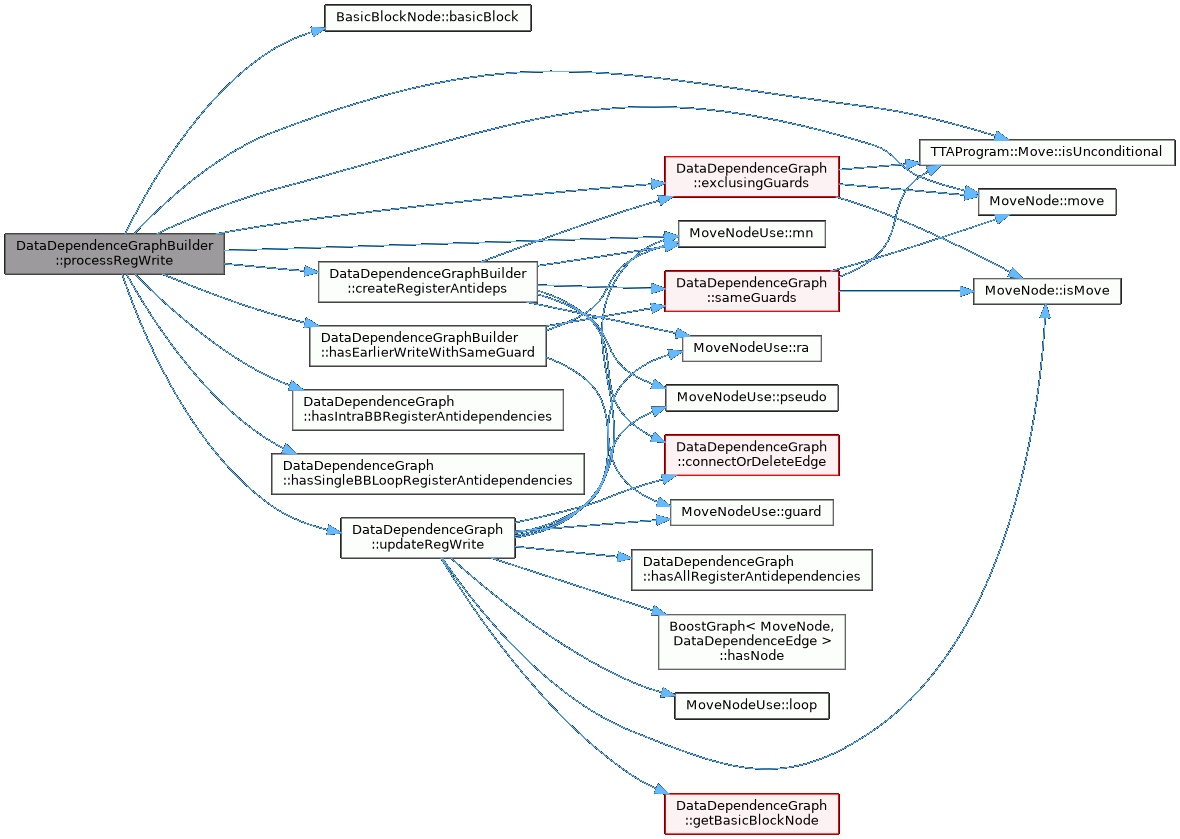 BasicBlockNode::basicBlock
TTAProgram::Move::isUnconditional
DataDependenceGraph
::exclusingGuards
MoveNode::move
MoveNodeUse::mn
DataDependenceGraphBuilder
::processRegWrite
DataDependenceGraphBuilder
::createRegisterAntideps
DataDependenceGraph
::sameGuards
MoveNode::isMove
DataDependenceGraphBuilder
::hasEarlierWriteWithSameGuard
MoveNodeUse::ra
DataDependenceGraph
::hasIntraBBRegisterAntidependencies
MoveNodeUse::pseudo
DataDependenceGraph
::connectOrDeleteEdge
DataDependenceGraph
::hasSingleBBLoopRegisterAntidependencies
MoveNodeUse::guard
DataDependenceGraph
::updateRegWrite
DataDependenceGraph
::hasAllRegisterAntidependencies
BoostGraph< MoveNode,
DataDependenceEdge >
::hasNode
MoveNodeUse::loop
DataDependenceGraph
::getBasicBlockNode